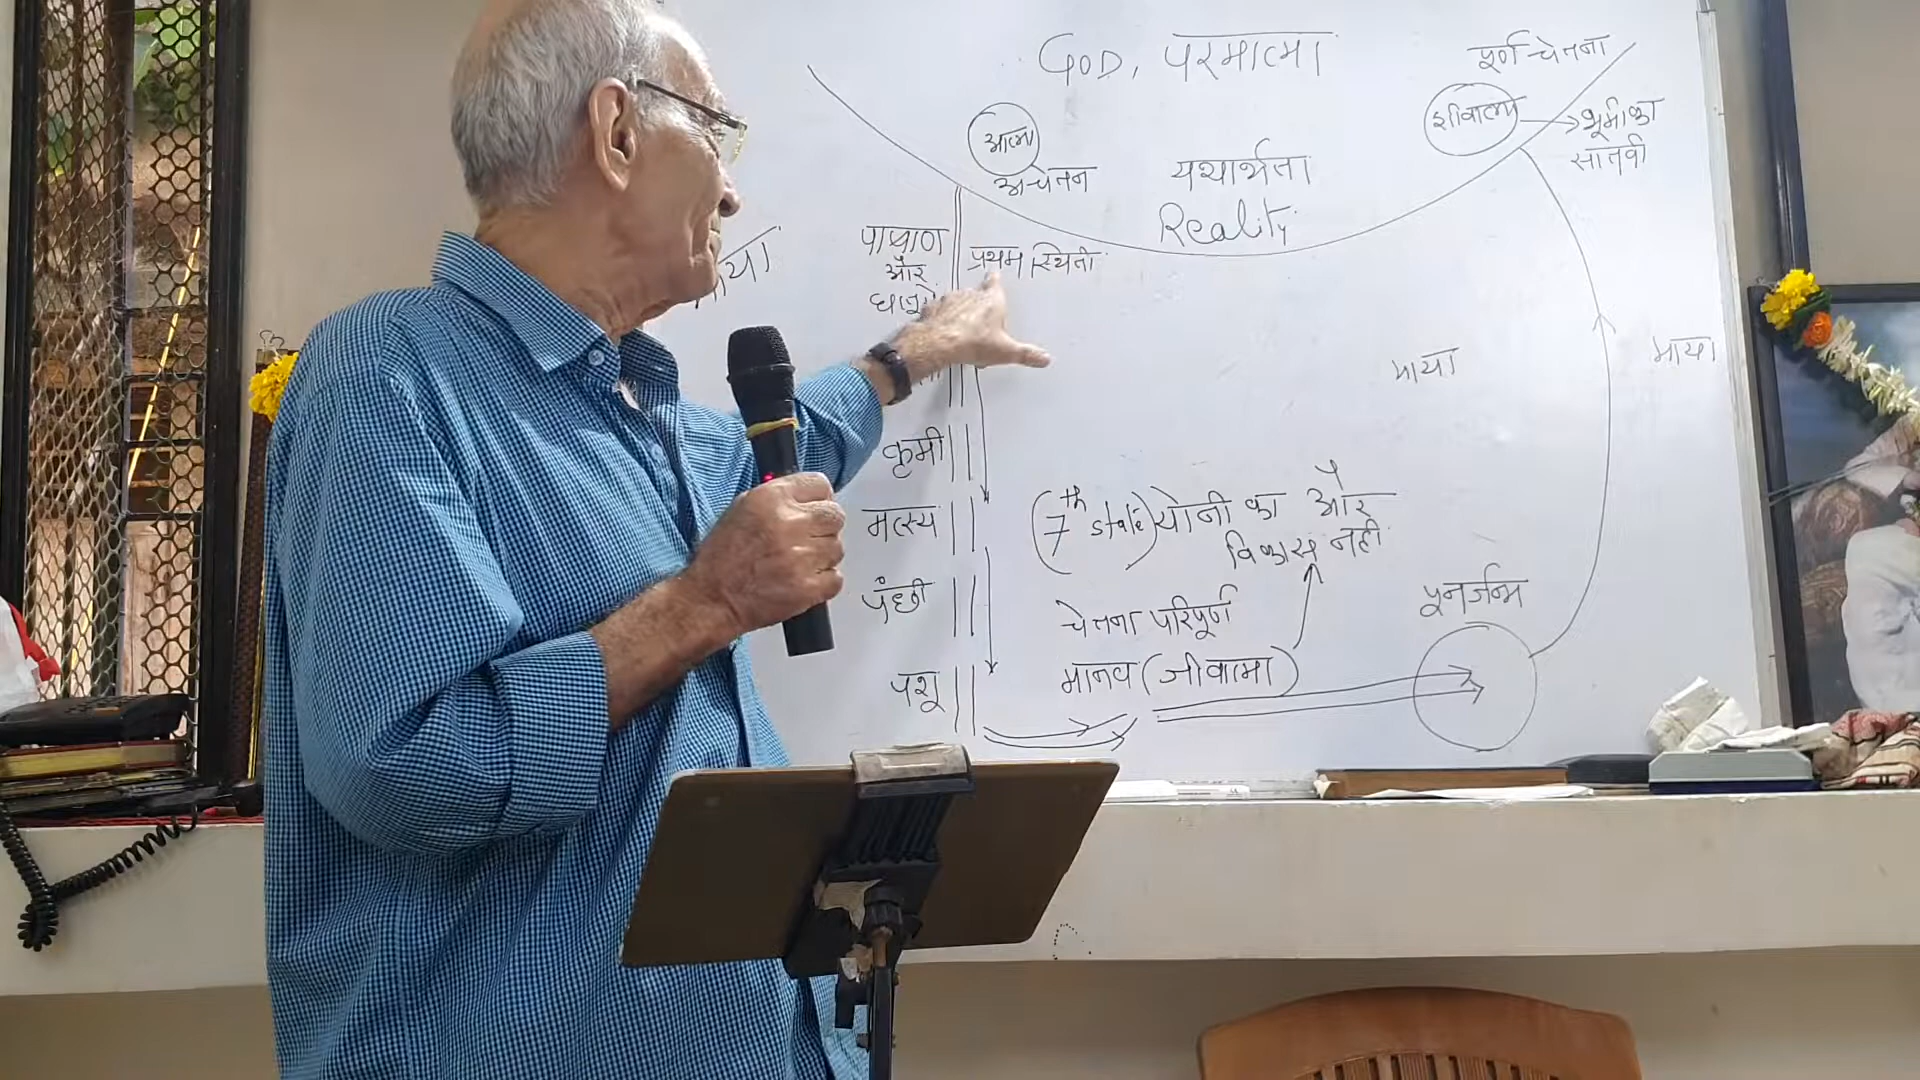 GOD, परमात्मा
पूर्ण चेतना
आत्मा
अचेतन
यथार्थता
Reality
शीवात्मा
भूमीका
सातवी
पाषाण
और
प्रथम स्थिती
माया
माया
कृमी
मत्स्य
पंछी
पशू
(7th state) योनी का और
विकास नही
चेतना परिपूर्ण
मानव (जीवात्मा)
पूनर्जन्म